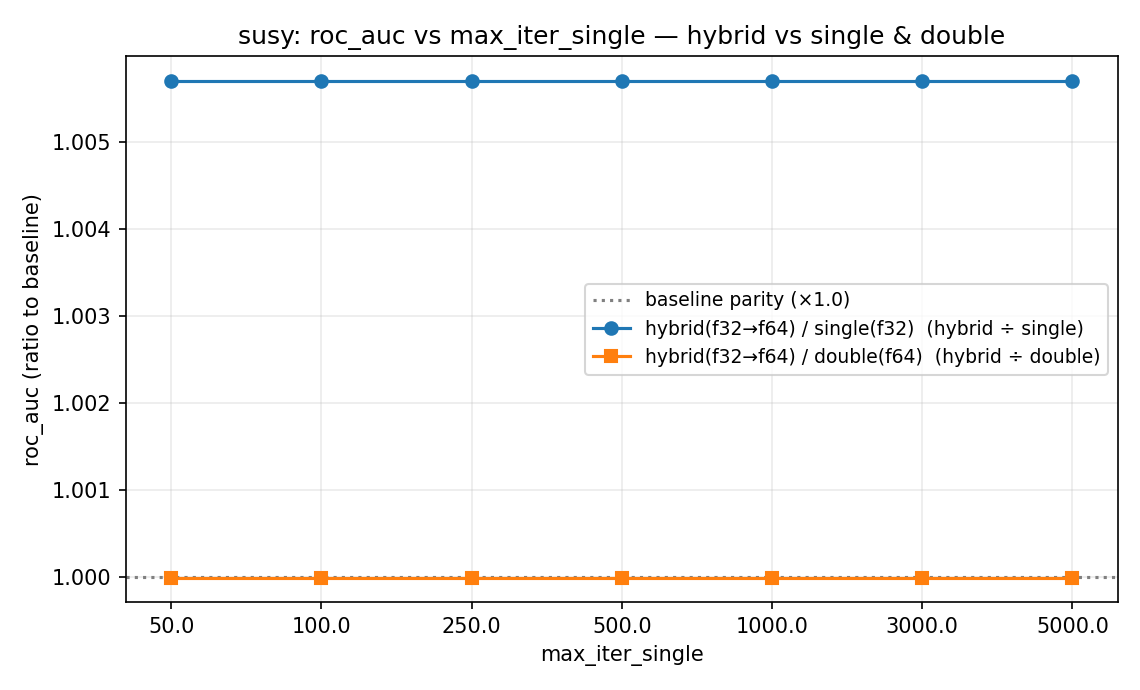 susy: roc_auc vs max_iter_single — hybrid vs single & double
roc_auc (ratio to baseline)
1.005
1.004
1.003
1.002
1.001
1.000
baseline parity (×1.0)
hybrid(f32→f64) / single(f32)  (hybrid ÷ single)
hybrid(f32→f64) / double(f64)  (hybrid ÷ double)
50.0 100.0 250.0 500.0 1000.0 3000.0 5000.0
max_iter_single